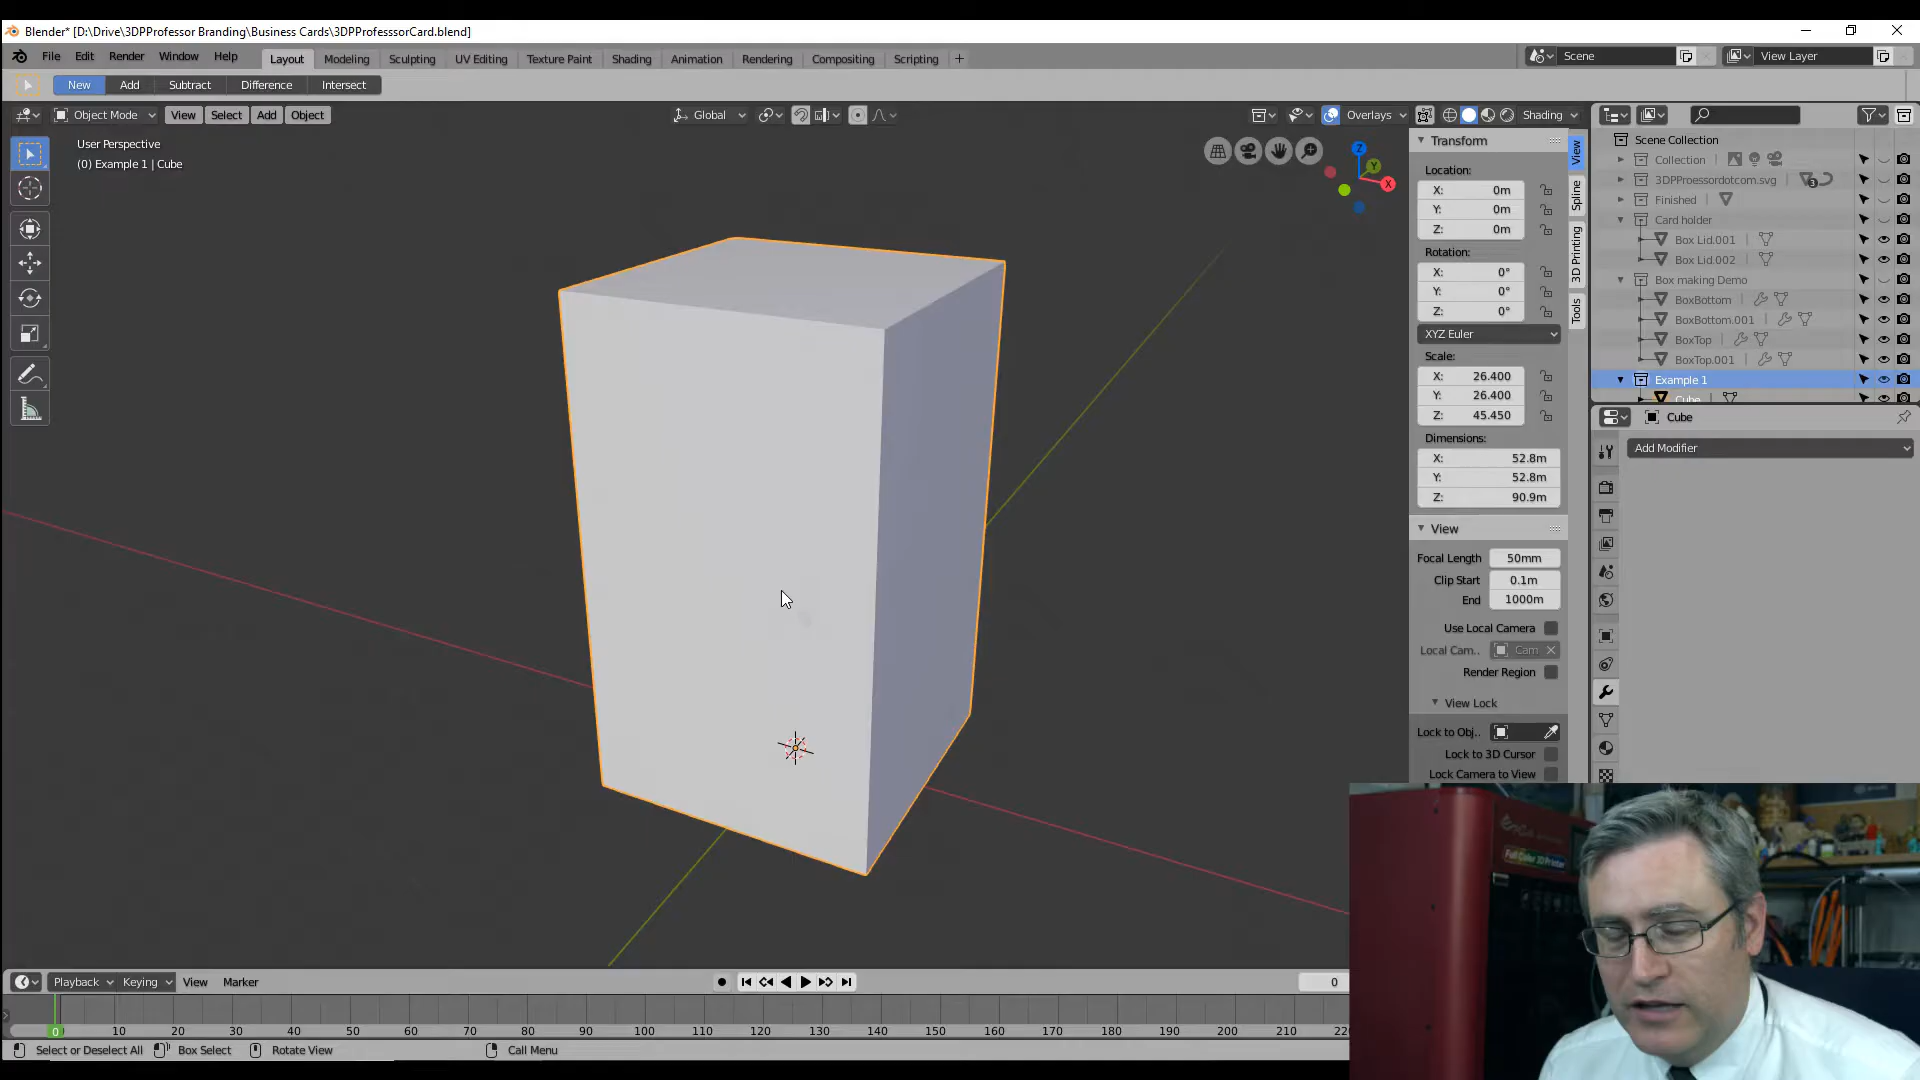 Blender* [D:\Drive\3DPProfessor Branding\Business Cards\3DPProfesssorCard.blend]
File Edit Render Window Help Layout Modeling Sculpting UV Editing Texture Paint Shading Animation Rendering Compositing Scripting + Scene View Layer
New Add Subtract Difference Intersect
Object Mode View Select Add Object Global Overlays Shading
User Perspective
(0) Example 1 | Cube
Z
Y
X
Transform
Location:
X: 0m
Y: 0m
Z: 0m
Rotation:
X: 0°
Y: 0°
Z: 0°
XYZ Euler
Scale:
X: 26.400
Y: 26.400
Z: 45.450
Dimensions:
X: 52.8m
Y: 52.8m
Z: 90.9m
View
Focal Length 50mm
Clip Start 0.1m
End 1000m
Use Local Camera
Local Cam.. Cam
Render Region
View Lock
Lock to Obj..
Lock to 3D Cursor
Lock Camera to View
View
Spline
3D Printing
Tools
Scene Collection
Collection
3DPProessordotcom.svg 3
Finished
Card holder
Box Lid.001
Box Lid.002
Box making Demo
BoxBottom
BoxBottom.001
BoxTop
BoxTop.001
Example 1
Cube
Cube
Add Modifier
Full Color 3D Printer
Playback Keying View Marker 0
0 10 20 30 40 50 60 70 80 90 100 110 120 130 140 150 160 170 180 190 200 210
Select or Deselect All Box Select Rotate View Call Menu